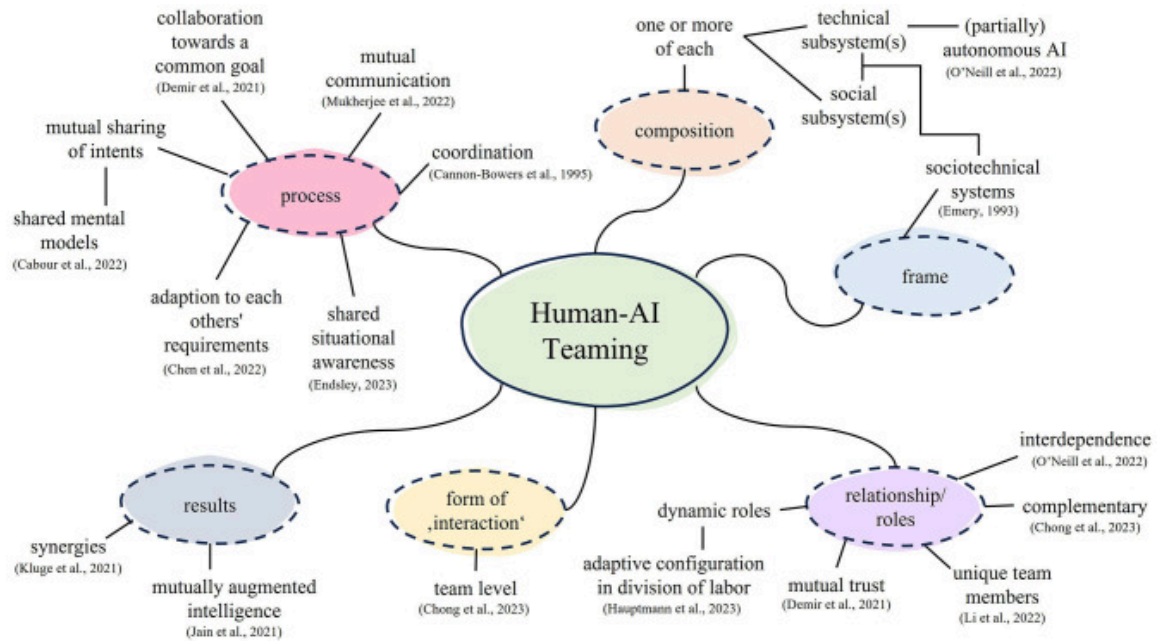 collaboration
towards a
common goal
(Demir et al., 2021)
mutual
communication
(Mukherjee et al., 2022)
mutual sharing
of intents
coordination
(Cannon-Bowers et al., 1995)
process
shared mental
models
(Cabour et al., 2022)
adaption to each
others'
requirements
(Chen et al., 2022)
shared
situational
awareness
(Endsley, 2023)
one or more
of each
technical
subsystem(s)
(partially)
autonomous AI
(O'Neill et al., 2022)
social
subsystem(s)
composition
sociotechnical
systems
(Emery, 1993)
frame
Human-AI
Teaming
results
synergies
(Kluge et al., 2021)
mutually augmented
intelligence
(Jain et al., 2021)
form of
‚interaction‘
team level
(Chong et al., 2023)
relationship/
roles
interdependence
(O'Neill et al., 2022)
complementary
(Chong et al., 2023)
dynamic roles
adaptive configuration
in division of labor
(Hauptmann et al., 2023)
mutual trust
(Demir et al., 2021)
unique team
members
(Li et al., 2022)